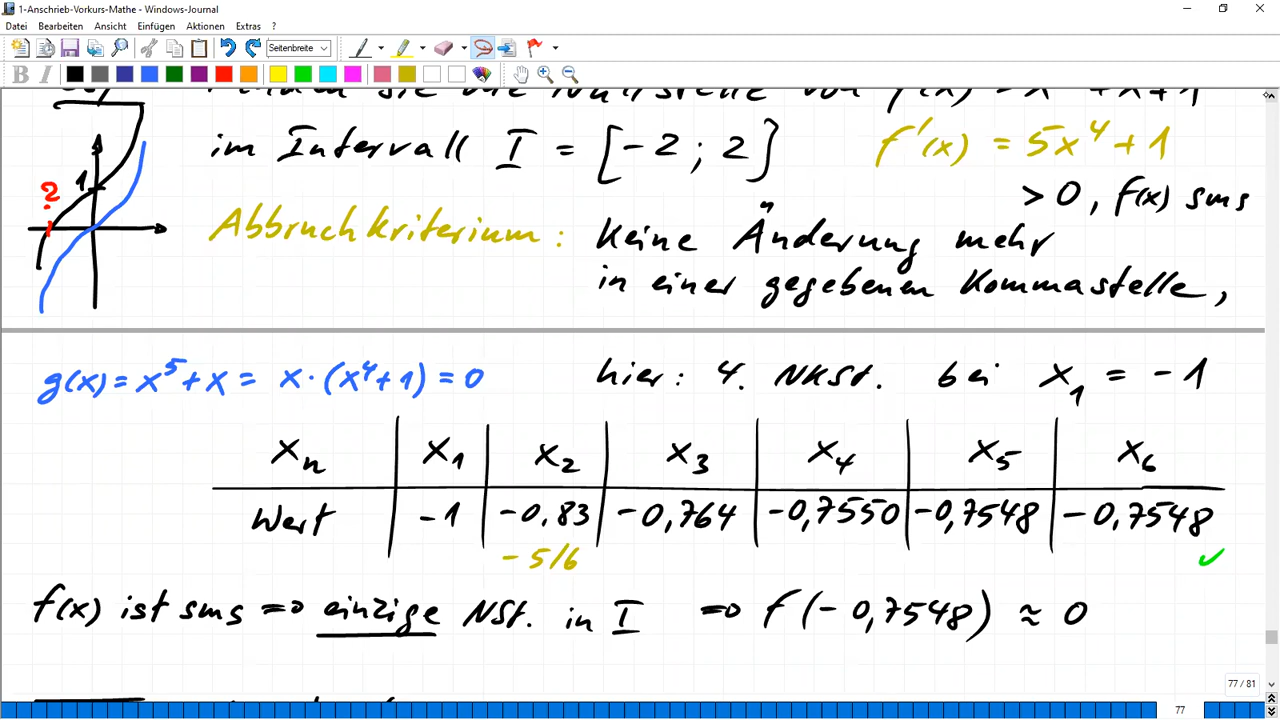 1-Anschrieb-Vorkurs-Mathe - Windows-Journal
Datei Bearbeiten Ansicht Einfügen Aktionen Extras ?
Seitenbreite
B I
im Intervall I = [-2 ; 2]
f'(x) = 5x⁴ + 1
> 0, f(x) sms
1
?
Abbruchkriterium : Keine Änderung mehr
in einer gegebenen Kommastelle,
g(x) = x⁵ + x = x · (x⁴ + 1) = 0
hier: 4. NKSt. bei x₁ = -1
xₙ x₁ x₂ x₃ x₄ x₅ x₆
Wert -1 -0,83 -0,764 -0,7550 -0,7548 -0,7548
- 5/6 ✓
f(x) ist sms => einzige NSt. in I => f(-0,7548) ≈ 0
77 / 81
77